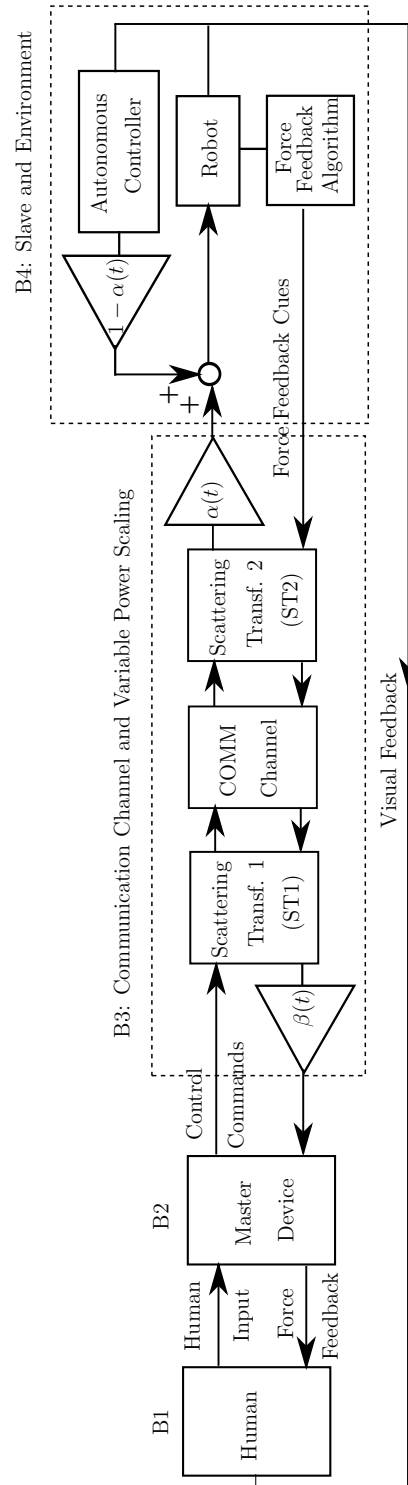 B1
Human
Human
Input
Force
Feedback
B2
Master
Device
Control
Commands
B3: Communication Channel and Variable Power Scaling
β(t)
Scattering
Transf. 1
(ST1)
COMM
Channel
Scattering
Transf. 2
(ST2)
α(t)
Force Feedback Cues
B4: Slave and Environment
+
+
1 − α(t)
Autonomous
Controller
Robot
Force
Feedback
Algorithm
Visual Feedback